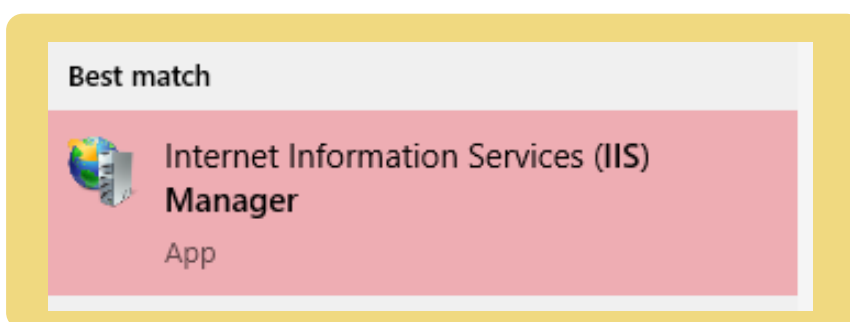 Best match
Internet Information Services (IIS)
Manager
App